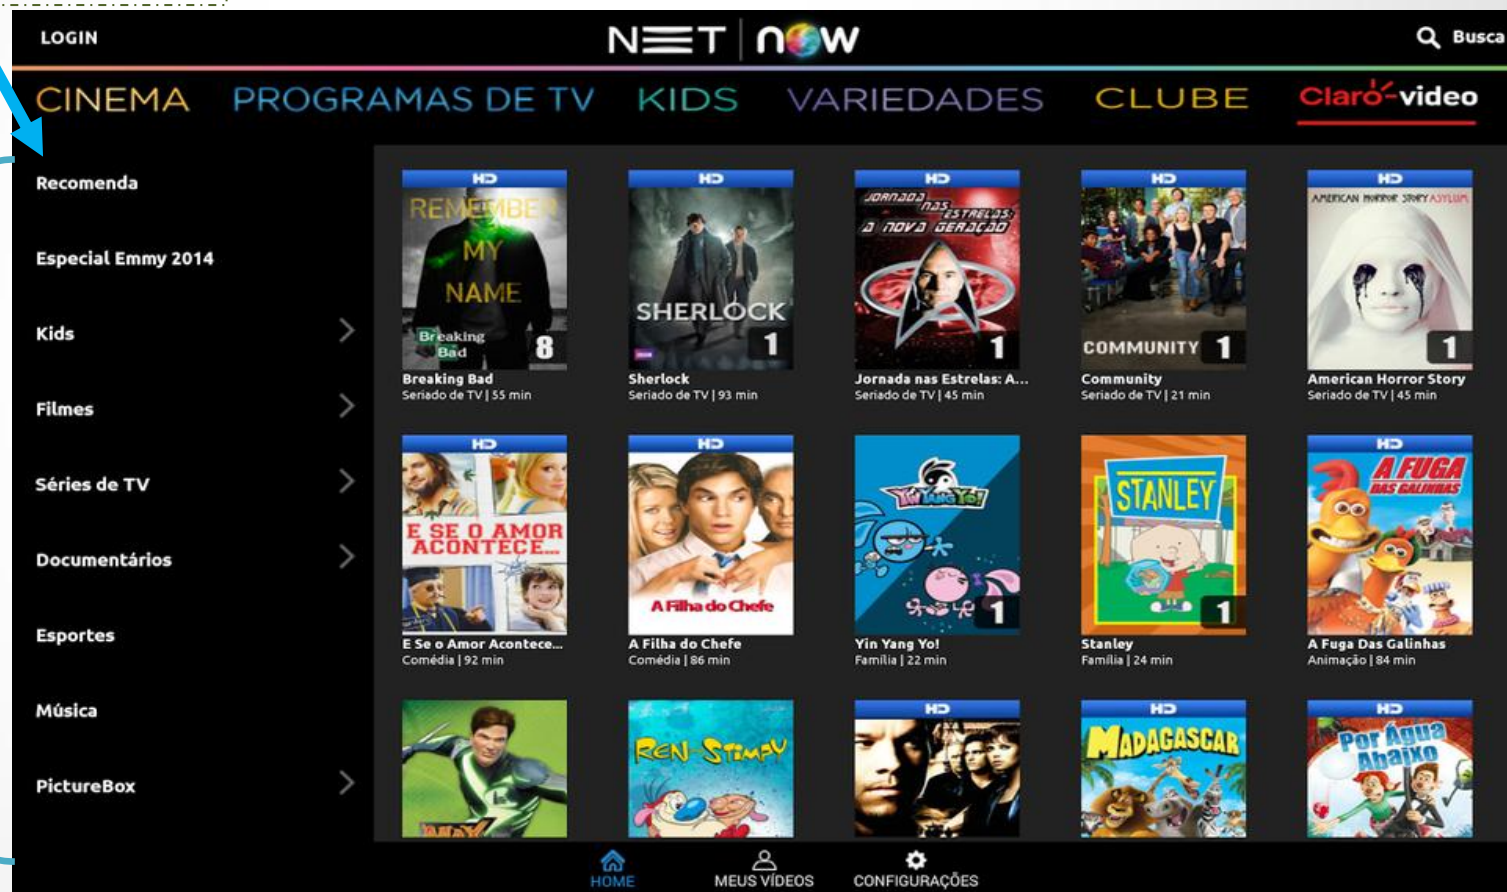 LOGIN
NET NOW
Busca
CINEMA PROGRAMAS DE TV KIDS VARIEDADES CLUBE Claro-video
Recomenda
Especial Emmy 2014
Kids
Filmes
Séries de TV
Documentários
Esportes
Música
PictureBox
HD
REMEMBER
MY
NAME
Breaking
Bad
8
Breaking Bad
Seriado de TV | 55 min
HD
SHERLOCK
1
Sherlock
Seriado de TV | 93 min
HD
JORNADA
NAS
ESTRELAS:
A NOVA GERAÇÃO
1
Jornada nas Estrelas: A...
Seriado de TV | 45 min
HD
COMMUNITY 1
Community
Seriado de TV | 21 min
HD
AMERICAN HORROR STORY ASYLUM
1
American Horror Story
Seriado de TV | 45 min
HD
E SE O AMOR
ACONTECE...
E Se o Amor Acontece...
Comédia | 92 min
HD
A Filha do Chefe
A Filha do Chefe
Comédia | 86 min
Yin Yang Yo!
1
Yin Yang Yo!
Família | 22 min
STANLEY
1
Stanley
Família | 24 min
HD
A FUGA
DAS GALINHAS
A Fuga Das Galinhas
Animação | 84 min
REN-STIMPY
HD
HD
MADAGASCAR
HD
Por Água
Abaixo
HOME
MEUS VÍDEOS
CONFIGURAÇÕES